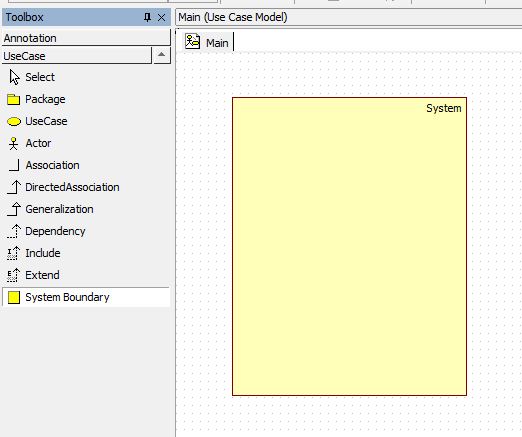 Toolbox
Main (Use Case Model)
Annotation
Main
UseCase
Select
Package
UseCase
Actor
Association
DirectedAssociation
Generalization
Dependency
Include
Extend
System Boundary
System